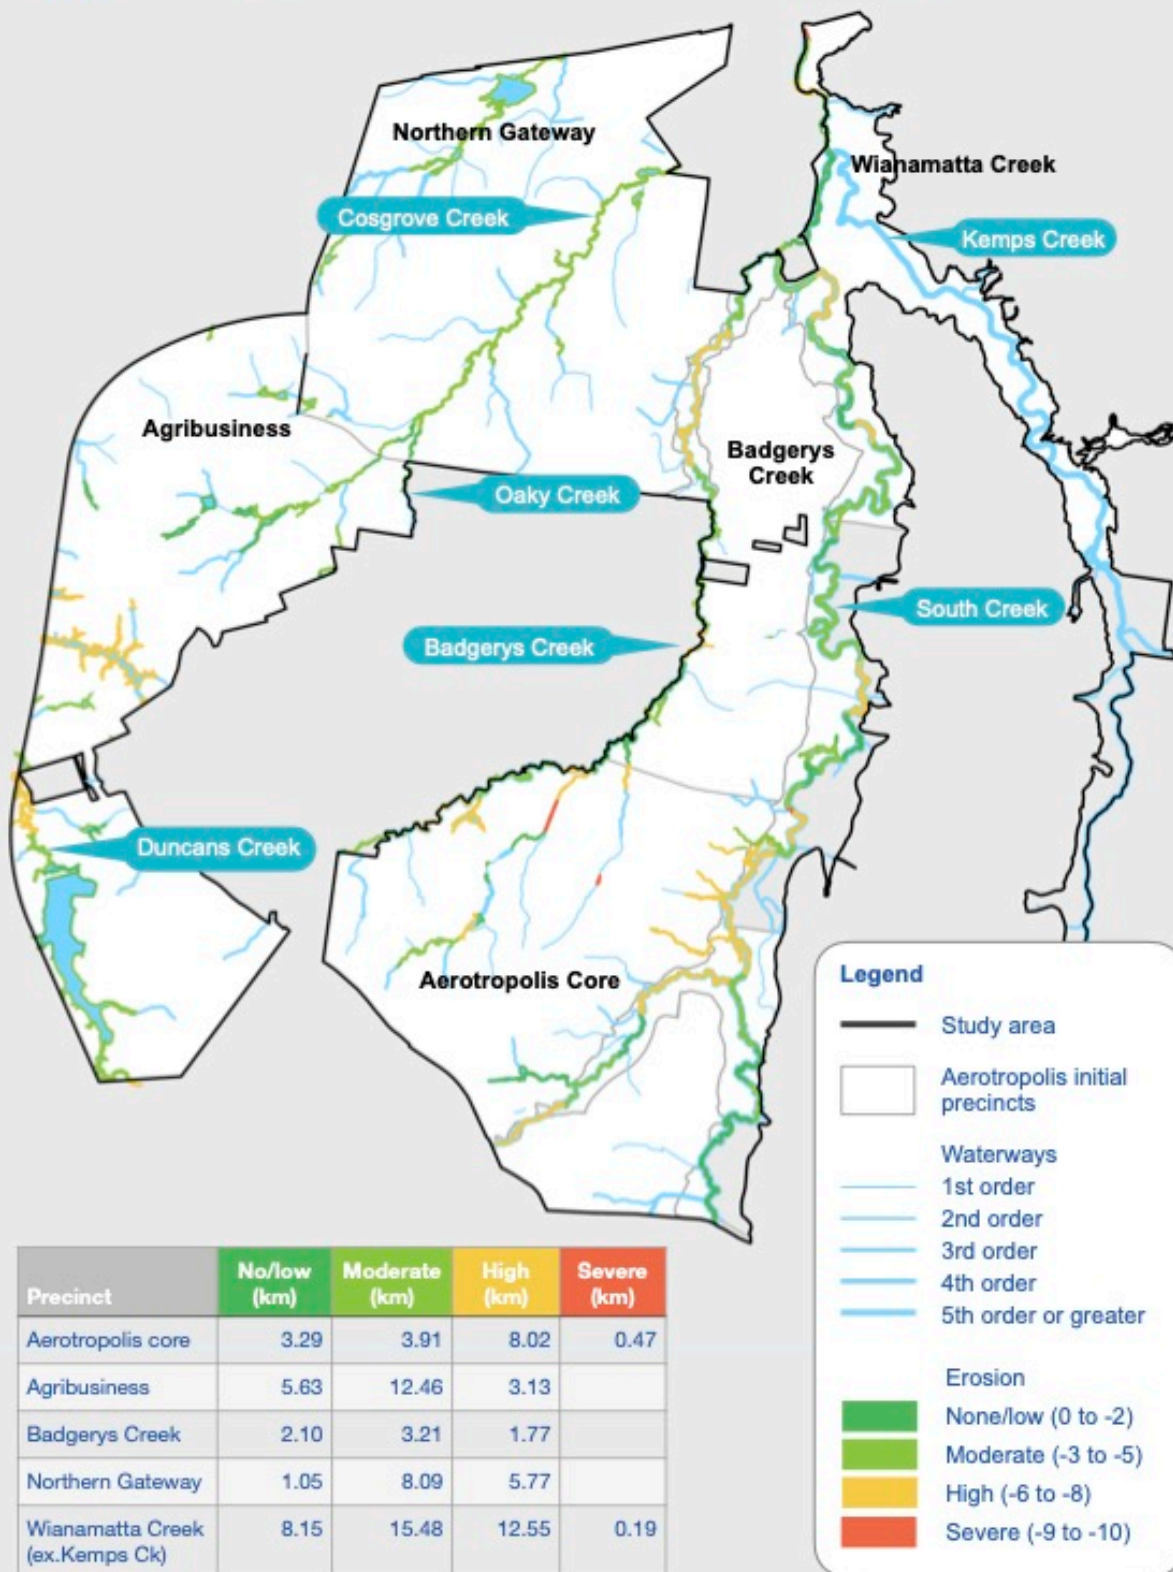 Northern Gateway
Wianamatta Creek
Cosgrove Creek
Kemps Creek
Agribusiness
Badgerys
Creek
Oaky Creek
South Creek
Badgerys Creek
Duncans Creek
Aerotropolis Core
Legend
Study area
Aerotropolis initial
precincts
Waterways
1st order
2nd order
3rd order
4th order
5th order or greater
Erosion
None/low (0 to -2)
Moderate (-3 to -5)
High (-6 to -8)
Severe (-9 to -10)
Precinct No/low (km) Moderate (km) High (km) Severe (km)
Aerotropolis core 3.29 3.91 8.02 0.47
Agribusiness 5.63 12.46 3.13
Badgerys Creek 2.10 3.21 1.77
Northern Gateway 1.05 8.09 5.77
Wianamatta Creek 8.15 15.48 12.55 0.19
(ex.Kemps Ck)